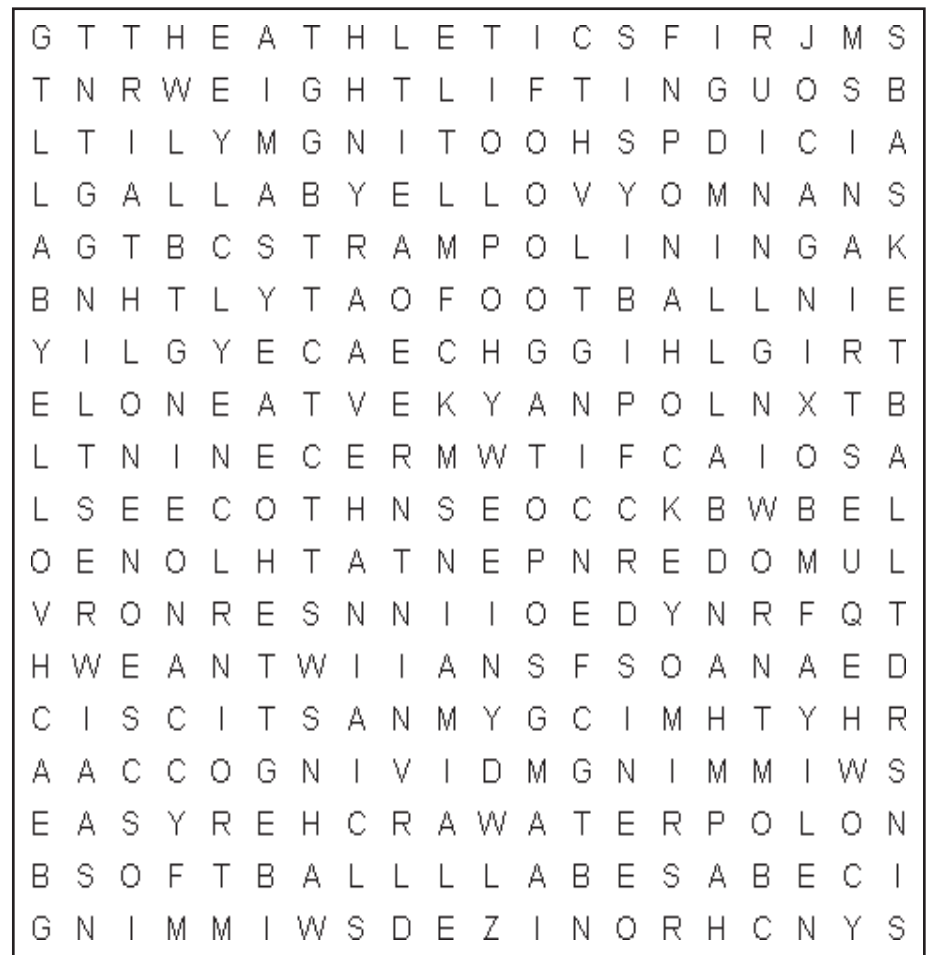 G T T H E A T H L E T I C S F I R J M S
T N R W E I G H T L I F T I N G U O S B
L T I L Y M G N I T O O H S P D I C I A
L G A L L A B Y E L L O V Y O M N A N S
A G T B C S T R A M P O L I N I N G A K
B N H T L Y T A O F O O T B A L L N I E
Y I L G Y E C A E C H G G I H L G I R T
E L O N E A T V E K Y A N P O L N X T B
L T N I N E C E R M W T I F C A I O S A
L S E E C O T H N S E O C C K B W B E L
O E N O L H T A T N E P N R E D O M U L
V R O N R E S N N I I O E D Y N R F Q T
H W E A N T W I I A N S F S O A N A E D
C I S C I T S A N M Y G C I M H T Y H R
A A C C O G N I V I D M G N I M M I W S
E A S Y R E H C R A W A T E R P O L O N
B S O F T B A L L L L A B E S A B E C I
G N I M M I W S D E Z I N O R H C N Y S